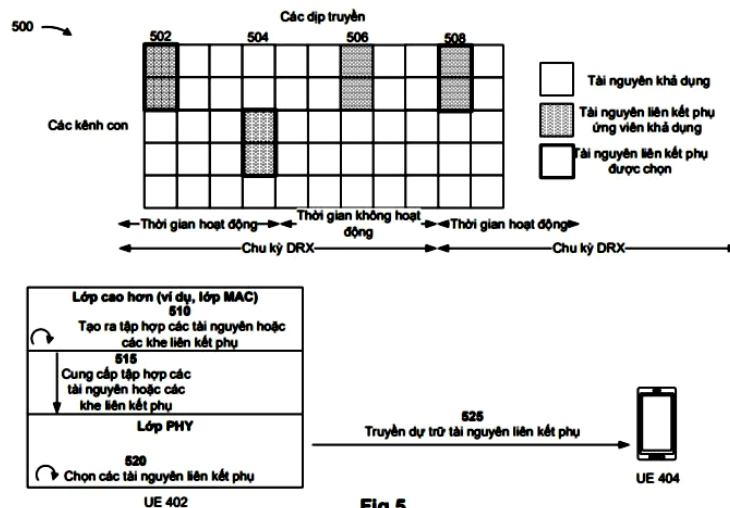 500
Các dịp truyền
502 504 506 508
Các kênh con
Tài nguyên khả dụng
Tài nguyên liên kết phụ
ứng viên khả dụng
Tài nguyên liên kết phụ
được chọn
Thời gian hoạt động
Thời gian không hoạt
động
Thời gian hoạt động
Chu kỳ DRX
Chu kỳ DRX
Lớp cao hơn (ví dụ, lớp MAC)
510
Tạo ra tập hợp các tài nguyên hoặc
các khe liên kết phụ
515
Cung cấp tập hợp các
tài nguyên hoặc các
khe liên kết phụ
Lớp PHY
520
Chọn các tài nguyên liên kết phụ
UE 402
525
Truyền dự trữ tài nguyên liên kết phụ
UE 404
Fig 5